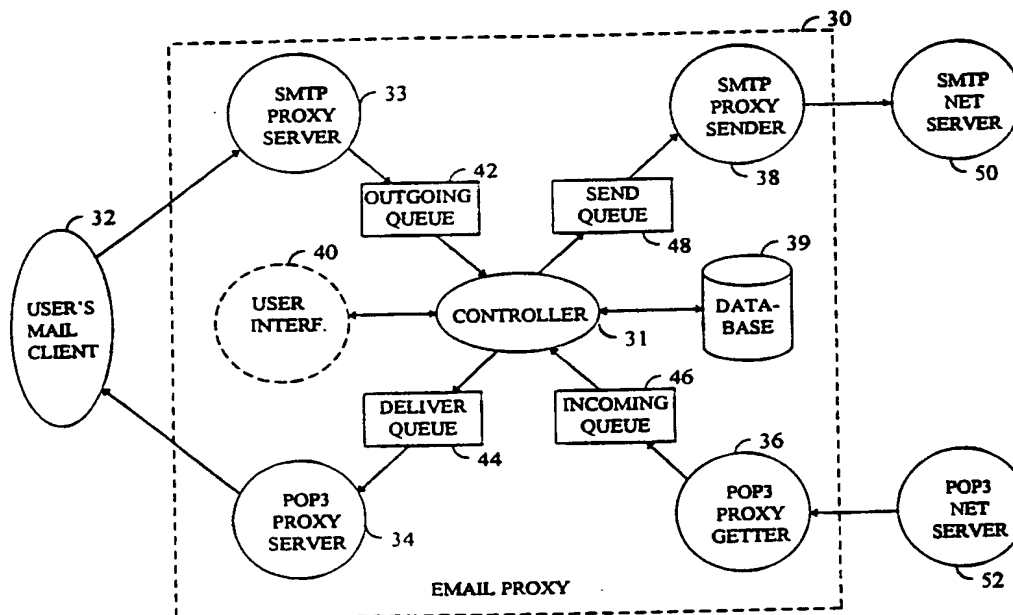 30
SMTP
PROXY
SERVER
33
SMTP
PROXY
SENDER
38
SMTP
NET
SERVER
50
42
OUTGOING
QUEUE
SEND
QUEUE
48
32
USER'S
MAIL
CLIENT
40
USER
INTERF.
CONTROLLER
31
39
DATA-
BASE
DELIVER
QUEUE
44
46
INCOMING
QUEUE
POP3
PROXY
SERVER
34
36
POP3
PROXY
GETTER
POP3
NET
SERVER
52
EMAIL PROXY